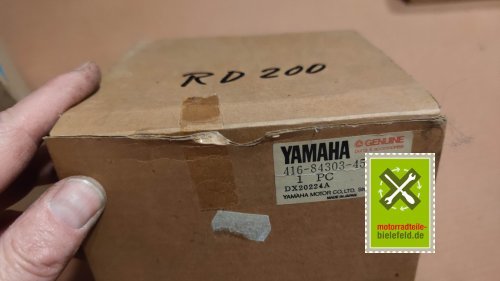 RD 200
YAMAHA GENUINE
416-84303-45
1 PC
DX20224A
YAMAHA MOTOR CO., LTD.
MADE IN JAPAN
motorradteile-
bielefeld.de